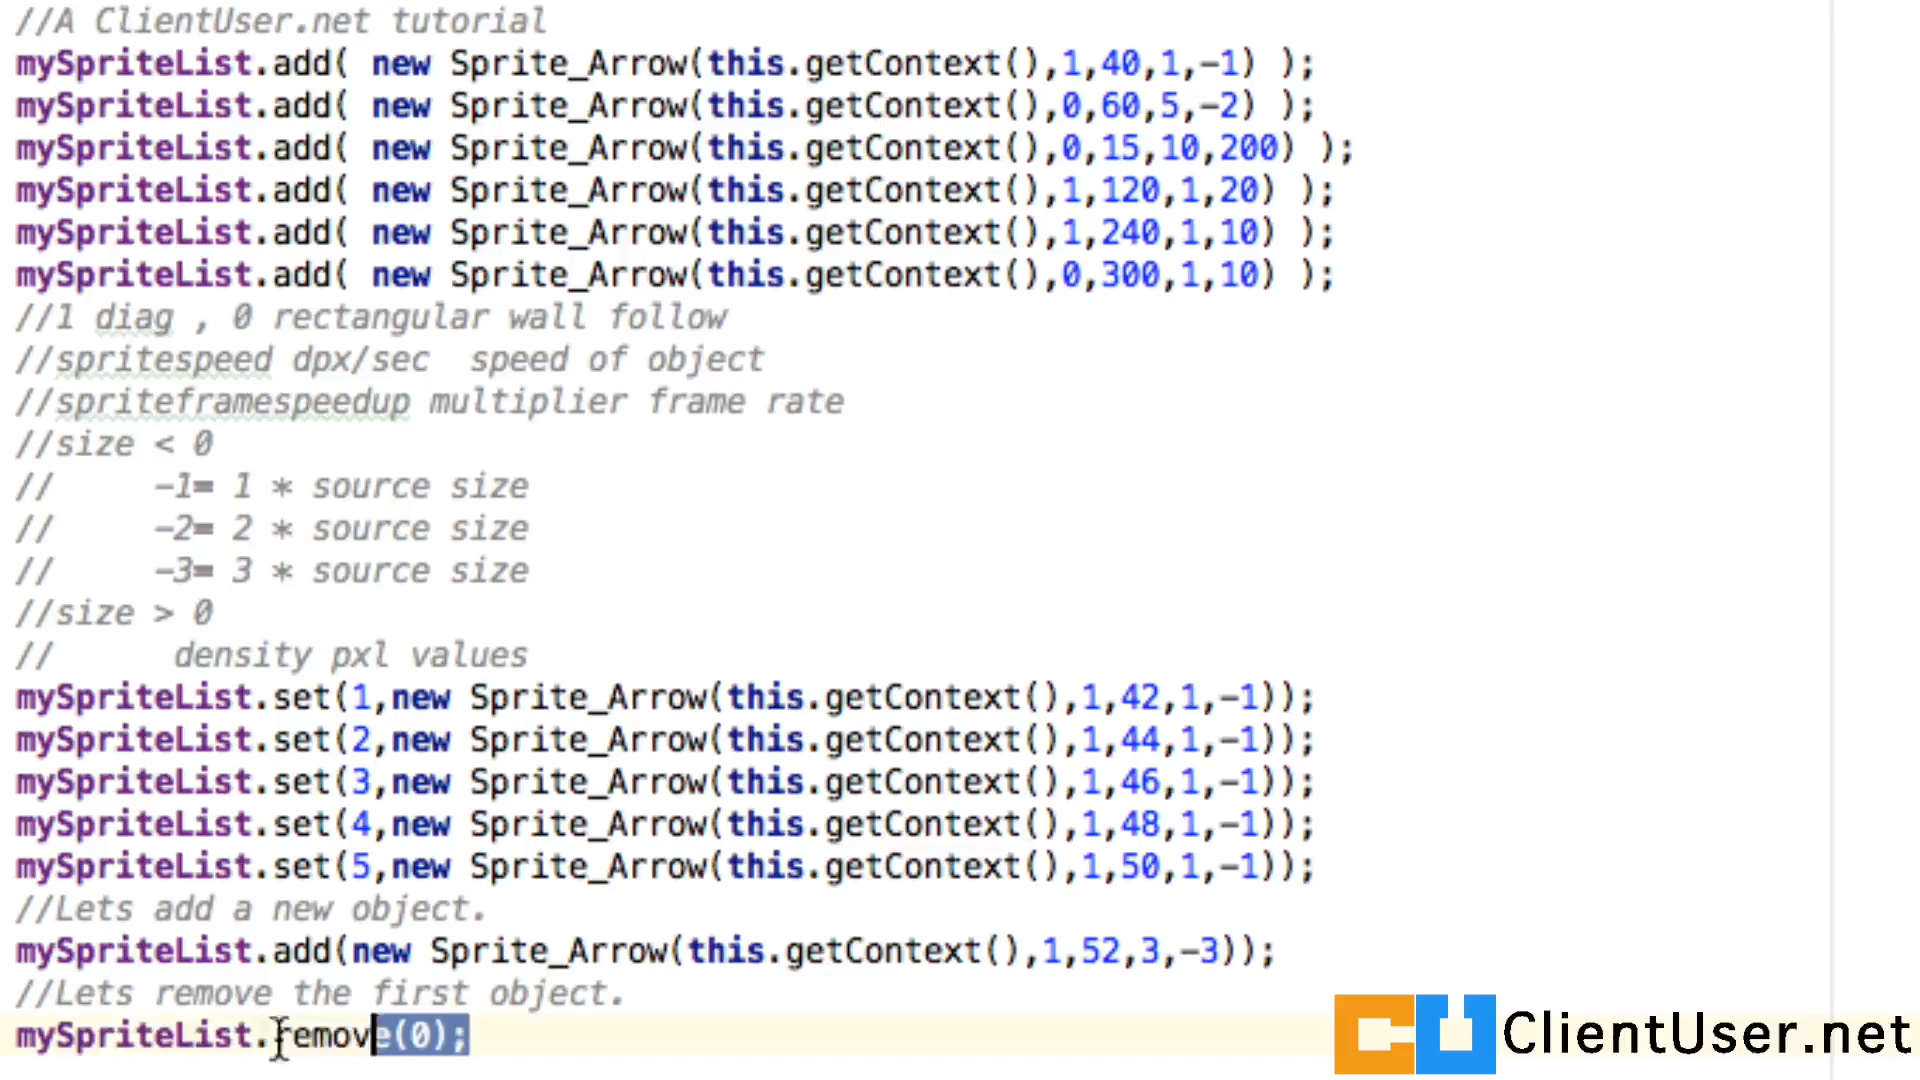 //A ClientUser.net tutorial
mySpriteList.add( new Sprite_Arrow(this.getContext(),1,40,1,-1) );
mySpriteList.add( new Sprite_Arrow(this.getContext(),0,60,5,-2) );
mySpriteList.add( new Sprite_Arrow(this.getContext(),0,15,10,200) );
mySpriteList.add( new Sprite_Arrow(this.getContext(),1,120,1,20) );
mySpriteList.add( new Sprite_Arrow(this.getContext(),1,240,1,10) );
mySpriteList.add( new Sprite_Arrow(this.getContext(),0,300,1,10) );
//1 diag , 0 rectangular wall follow
//spritespeed dpx/sec  speed of object
//spriteframespeedup multiplier frame rate
//size < 0
//     -1= 1 * source size
//     -2= 2 * source size
//     -3= 3 * source size
//size > 0
//      density pxl values
mySpriteList.set(1,new Sprite_Arrow(this.getContext(),1,42,1,-1));
mySpriteList.set(2,new Sprite_Arrow(this.getContext(),1,44,1,-1));
mySpriteList.set(3,new Sprite_Arrow(this.getContext(),1,46,1,-1));
mySpriteList.set(4,new Sprite_Arrow(this.getContext(),1,48,1,-1));
mySpriteList.set(5,new Sprite_Arrow(this.getContext(),1,50,1,-1));
//Lets add a new object.
mySpriteList.add(new Sprite_Arrow(this.getContext(),1,52,3,-3));
//Lets remove the first object.
mySpriteList.remove(0);
CU ClientUser.net